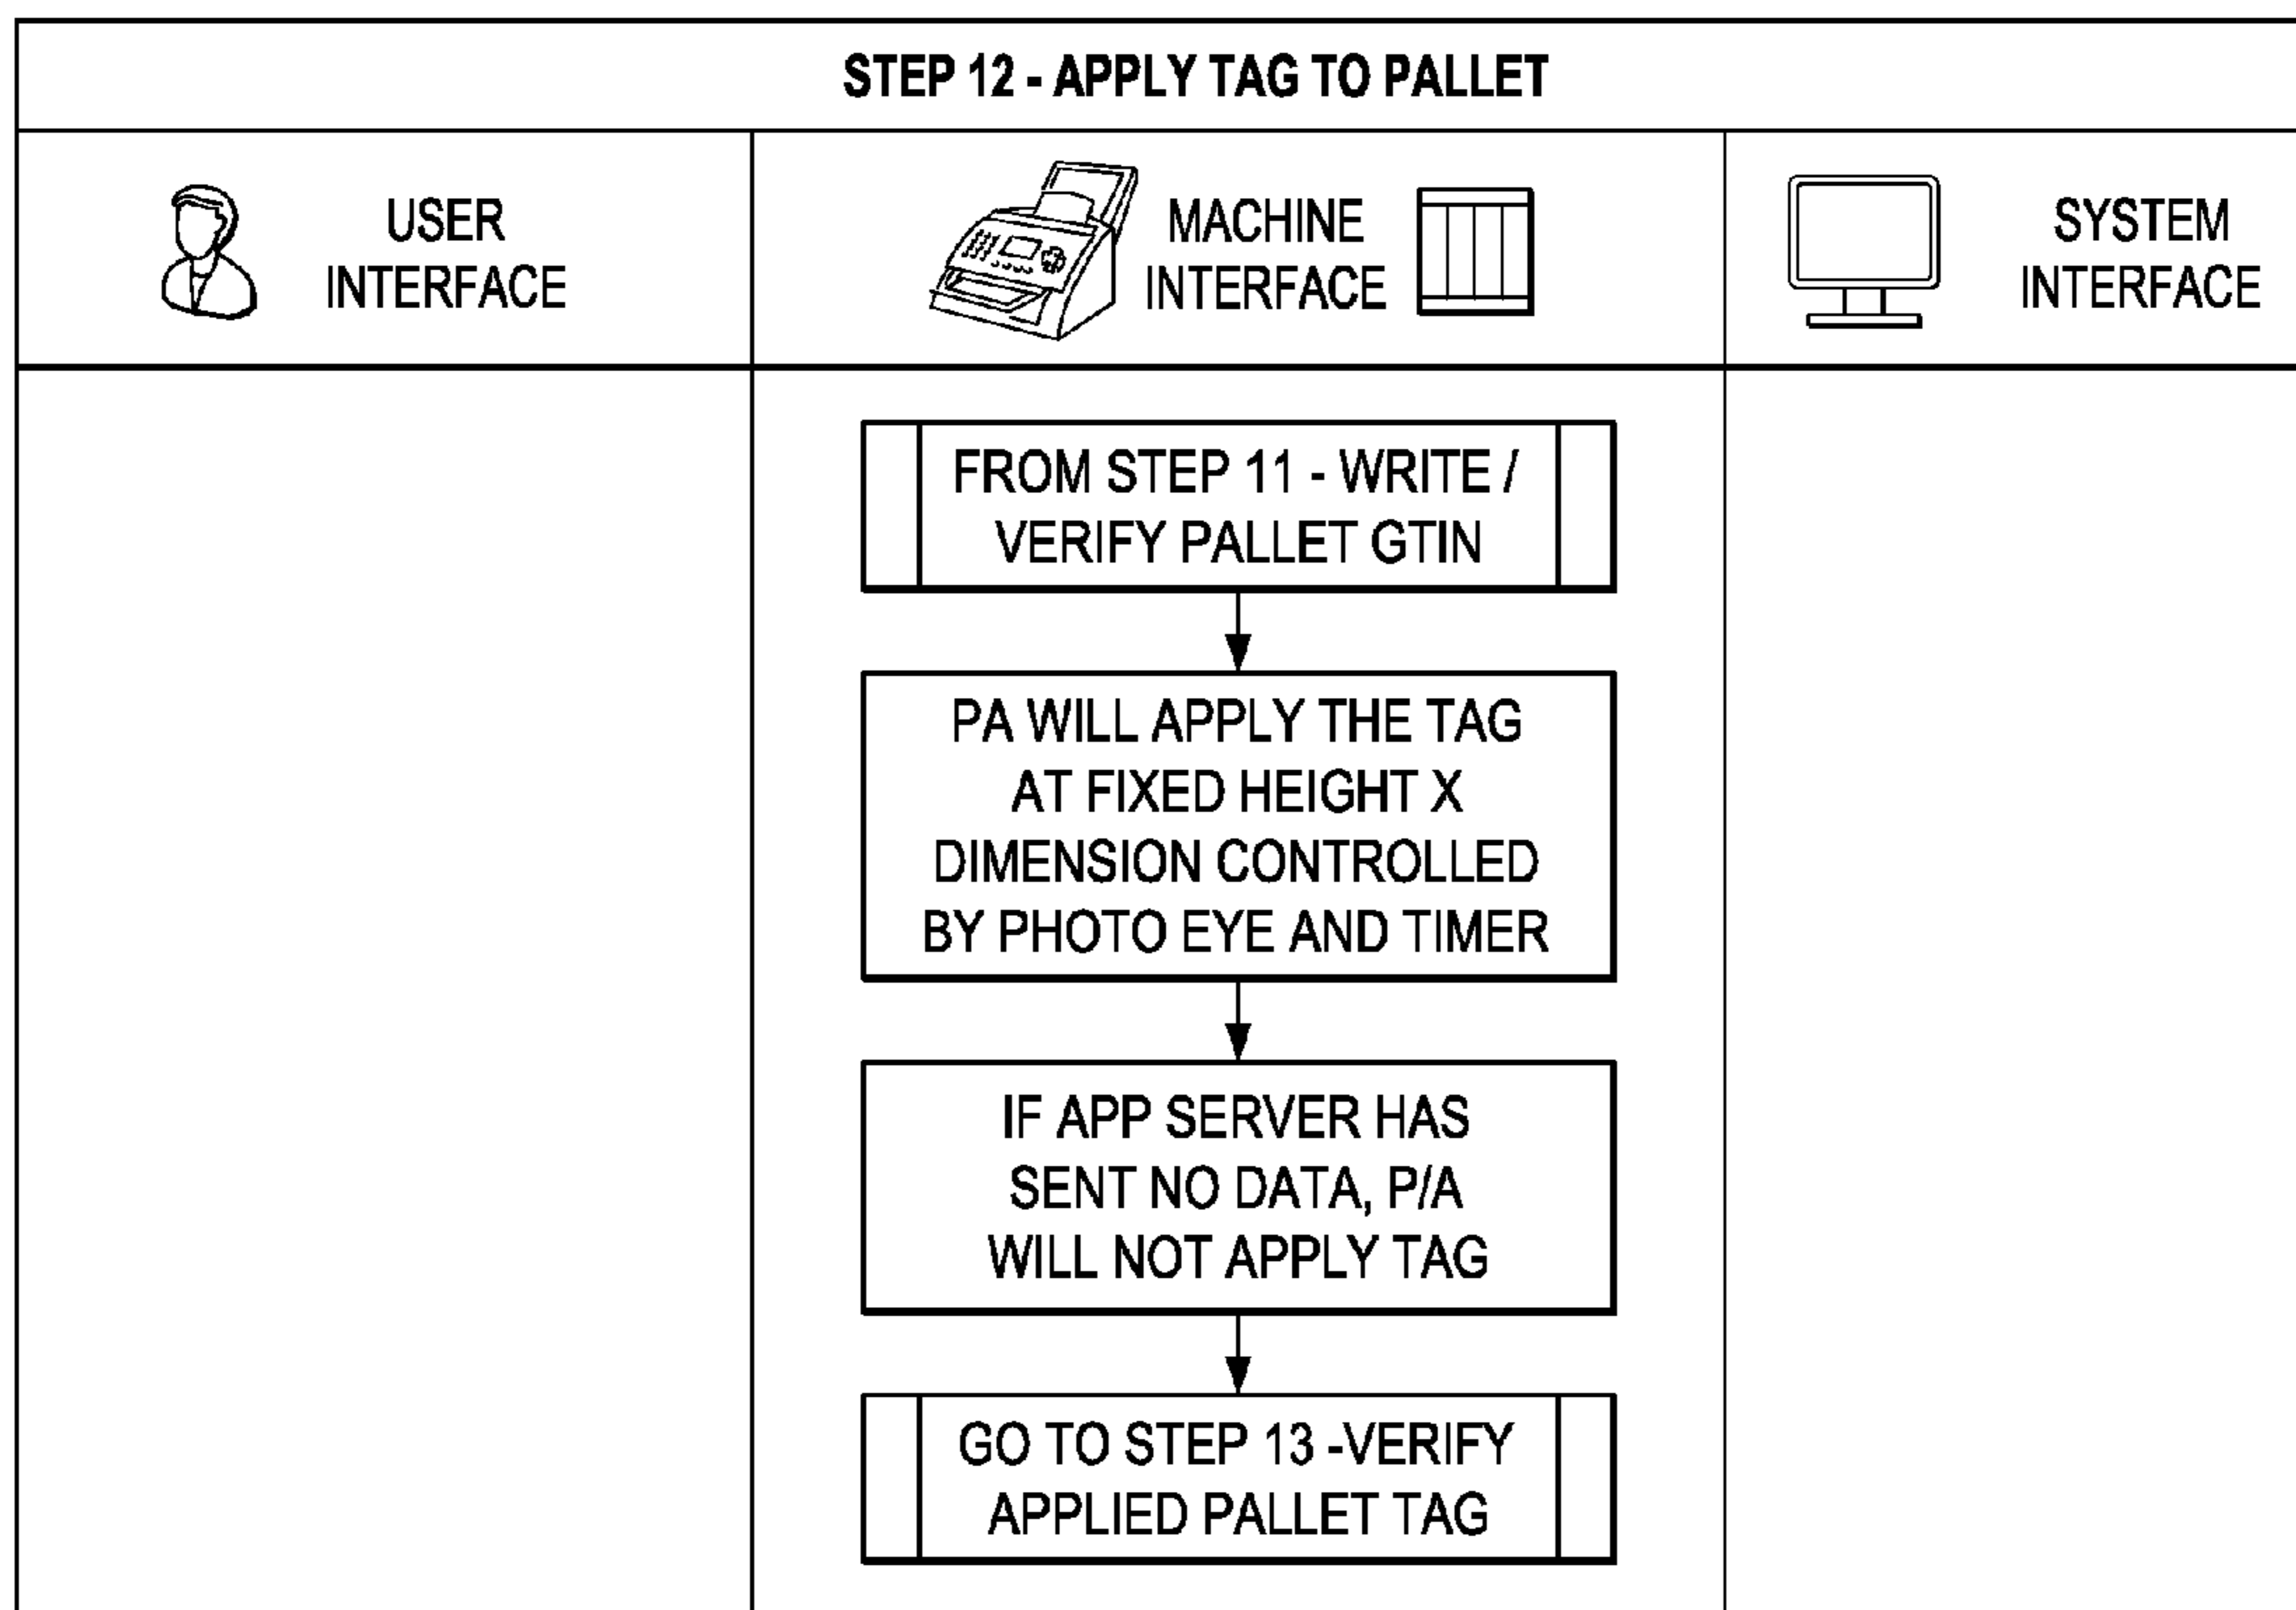 STEP 12 - APPLY TAG TO PALLET
USER
INTERFACE
MACHINE
INTERFACE
SYSTEM
INTERFACE
FROM STEP 11 - WRITE /
VERIFY PALLET GTIN
PA WILL APPLY THE TAG
AT FIXED HEIGHT X
DIMENSION CONTROLLED
BY PHOTO EYE AND TIMER
IF APP SERVER HAS
SENT NO DATA, P/A
WILL NOT APPLY TAG
GO TO STEP 13 -VERIFY
APPLIED PALLET TAG